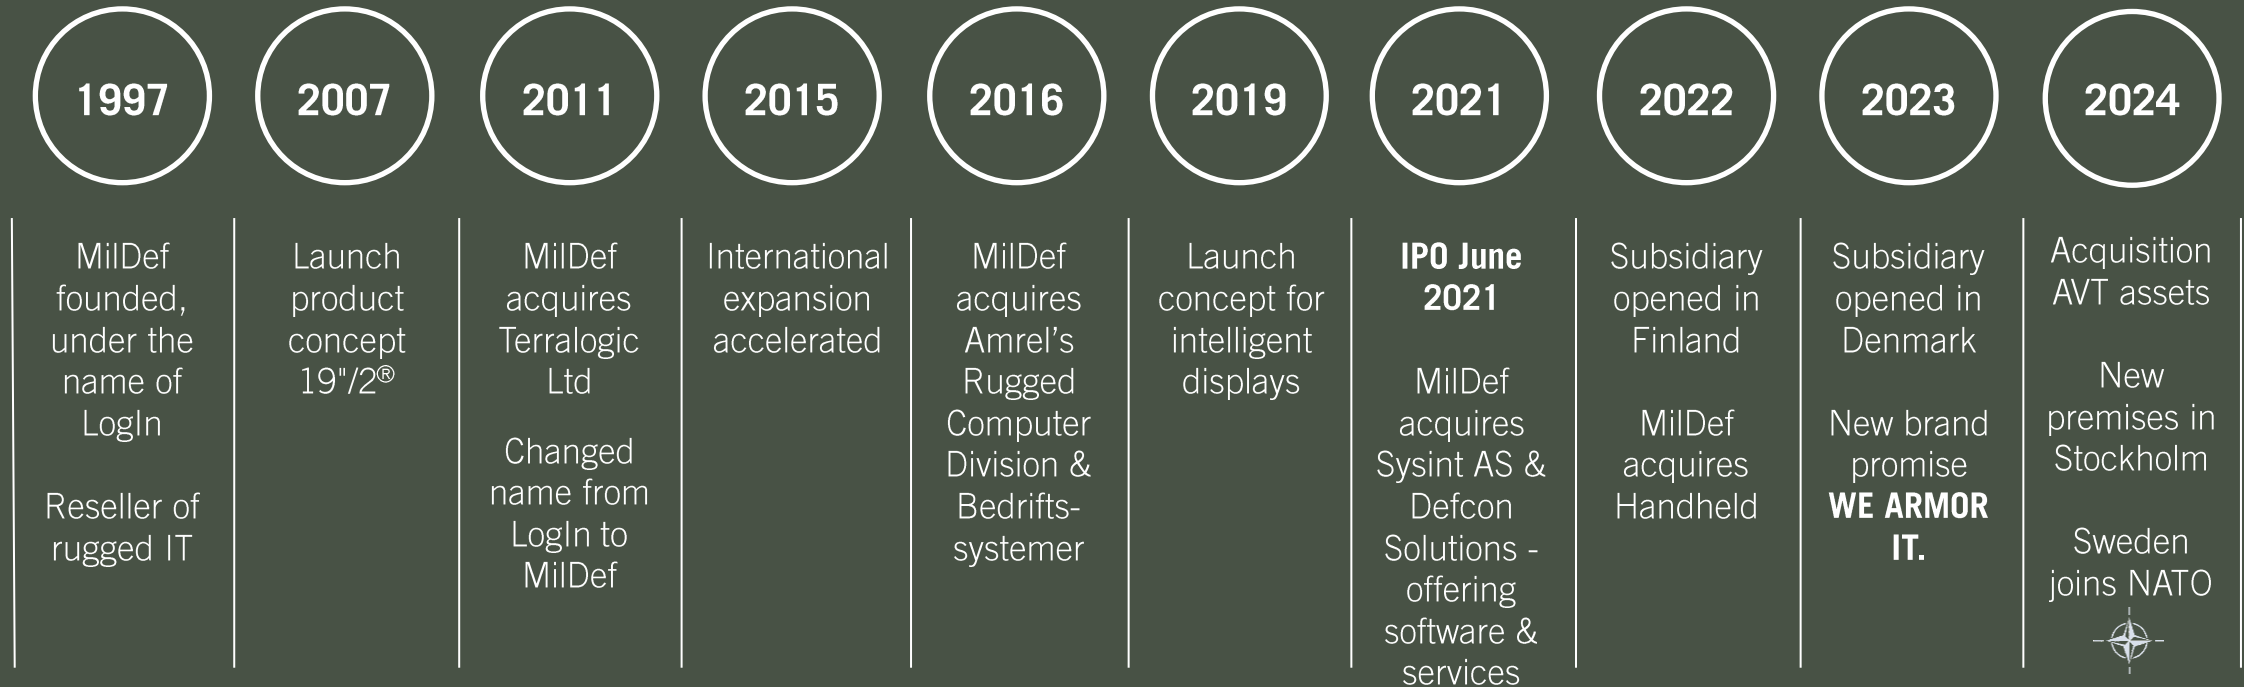 1997
MilDef
founded,
under the
name of
LogIn
Reseller of
rugged IT
2007
Launch
product
concept
19"/2®
2011
MilDef
acquires
Terralogic
Ltd
Changed
name from
LogIn to
MilDef
2015
International
expansion
accelerated
2016
MilDef
acquires
Amrel’s
Rugged
Computer
Division &
Bedrifts-
systemer
2019
Launch
concept for
intelligent
displays
2021
IPO June
2021
MilDef
acquires
Sysint AS &
Defcon
Solutions -
offering
software &
services
2022
Subsidiary
opened in
Finland
MilDef
acquires
Handheld
2023
Subsidiary
opened in
Denmark
New brand
promise
WE ARMOR
IT.
2024
Acquisition
AVT assets
New
premises in
Stockholm
Sweden
joins NATO